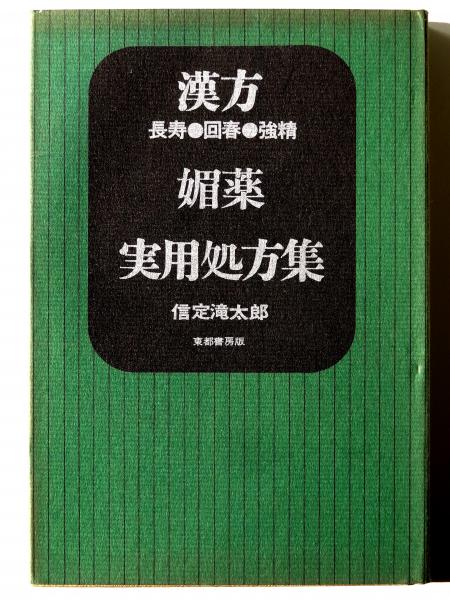 漢方
長寿●回春●強精
媚薬
実用処方集
信定滝太郎
東都書房版